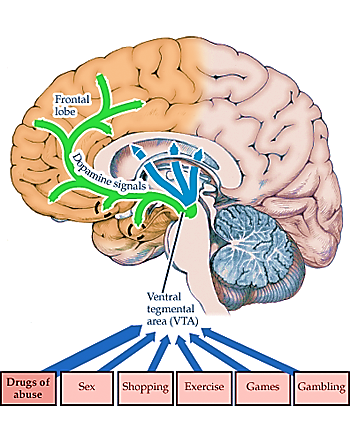 Frontal
lobe
Dopamine signals
Ventral
tegmental
area (VTA)
Drugs of
abuse
Sex
Shopping
Exercise
Games
Gambling